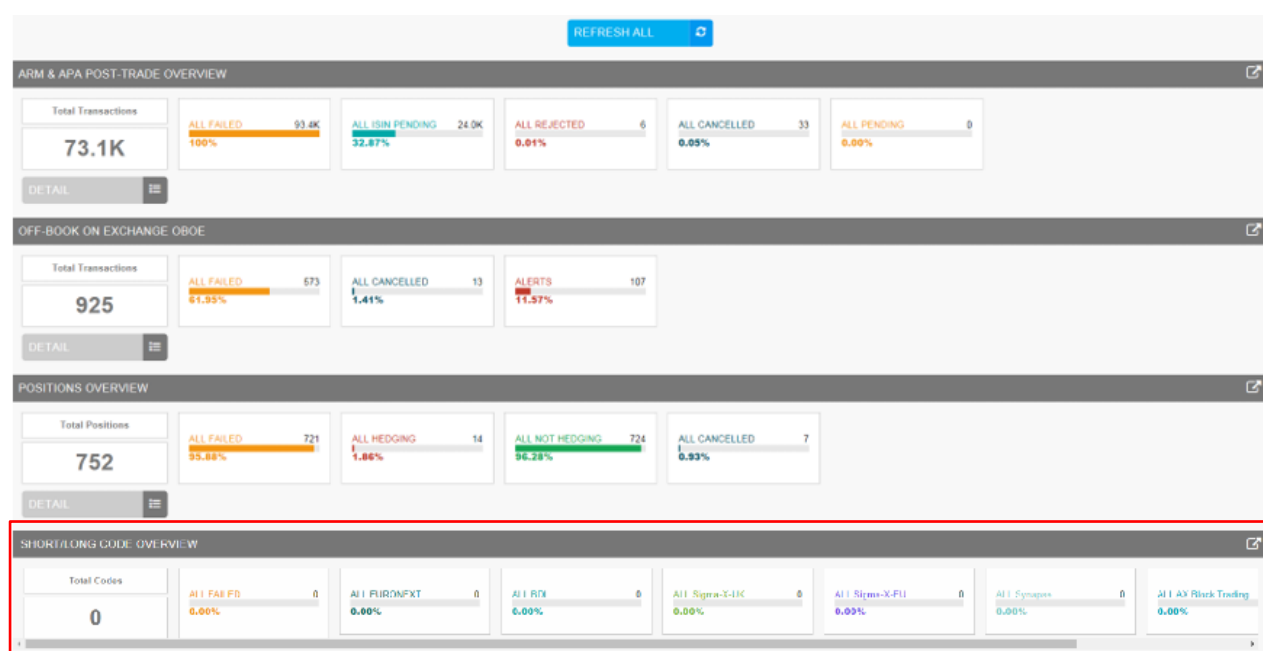 REFRESH ALL
ARM & APA POST-TRADE OVERVIEW
Total Transactions
73.1K
ALL FAILED 93.4K
100%
ALL ISIN PENDING 24.0K
32.87%
ALL REJECTED 6
0.01%
ALL CANCELLED 33
0.05%
ALL PENDING 0
0.00%
DETAIL
OFF-BOOK ON EXCHANGE OBOE
Total Transactions
925
ALL FAILED 573
61.95%
ALL CANCELLED 13
1.41%
ALERTS 107
11.57%
DETAIL
POSITIONS OVERVIEW
Total Positions
752
ALL FAILED 721
95.88%
ALL HEDGING 14
1.86%
ALL NOT HEDGING 724
96.28%
ALL CANCELLED 7
0.93%
DETAIL
SHORT/LONG CODE OVERVIEW
Total Codes
0
ALL FAILED 0
0.00%
ALL EURONEXT 0
0.00%
ALL BDL 0
0.00%
ALL Sigma-X-UK 0
0.00%
ALL Sigma-X-EU 0
0.00%
ALL Synapse 0
0.00%
ALL AX Block Trading
0.00%